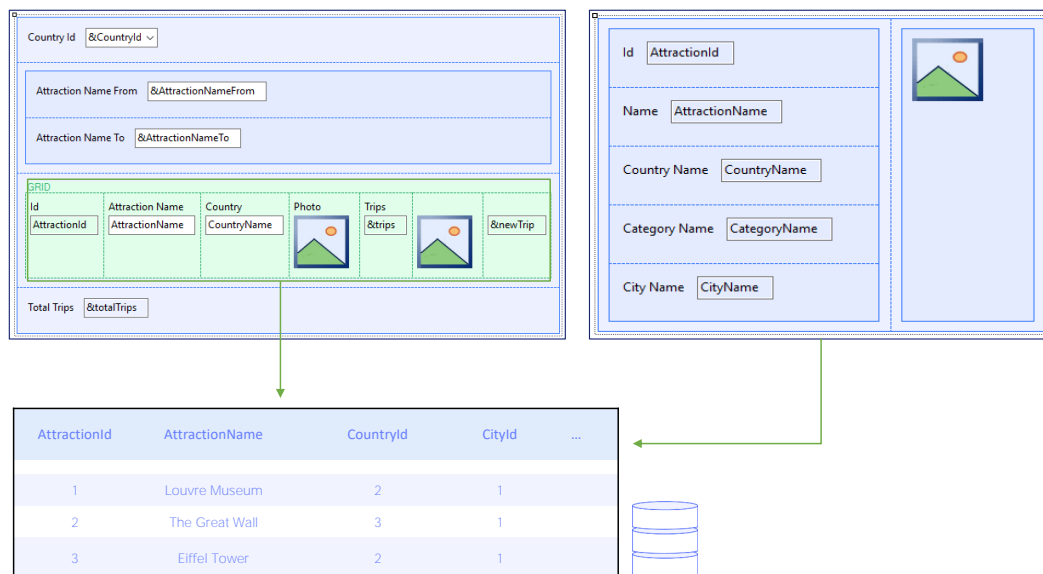 Country Id &CountryId
Attraction Name From &AttractionNameFrom
Attraction Name To &AttractionNameTo
GRID
Id Attraction Name Country Photo Trips
AttractionId AttractionName CountryName &trips &newTrip
Total Trips &totalTrips
Id AttractionId
Name AttractionName
Country Name CountryName
Category Name CategoryName
City Name CityName
AttractionId AttractionName CountryId CityId ...
1 Louvre Museum 2 1
2 The Great Wall 3 1
3 Eiffel Tower 2 1